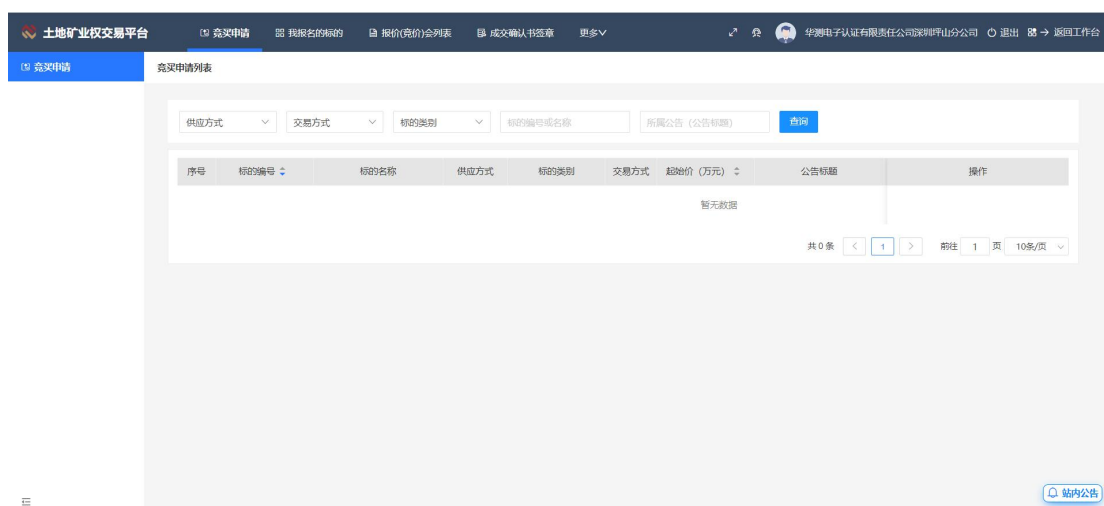 土地矿业权交易平台 竞买申请 我报名的标的 报价(竞价)会列表 成交确认书签章 更多 华测电子认证有限责任公司深圳坪山分公司 退出 返回工作台
竞买申请 竞买申请列表
供应方式 交易方式 标的类别 标的编号或名称 所属公告（公告标题） 查询
序号 标的编号 标的名称 供应方式 标的类别 交易方式 起始价（万元） 公告标题 操作
暂无数据
共 0 条 1 前往 1 页 10条/页
站内公告